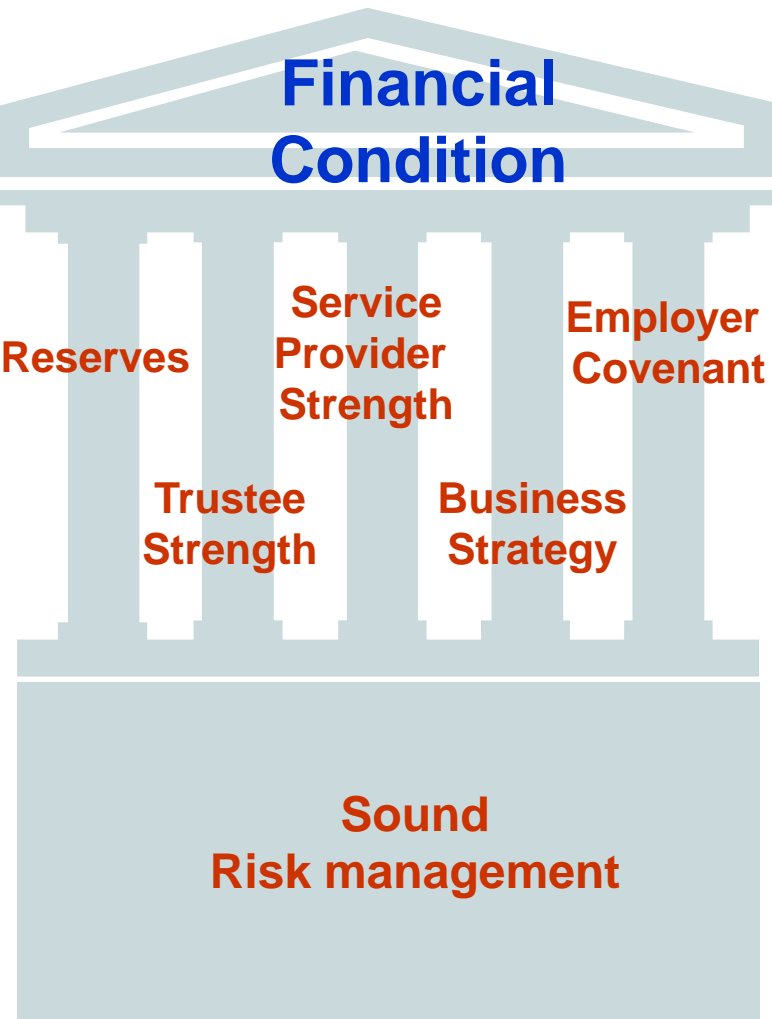 Financial
Condition
Reserves
Service
Provider
Strength
Employer
Covenant
Trustee
Strength
Business
Strategy
Sound
Risk management